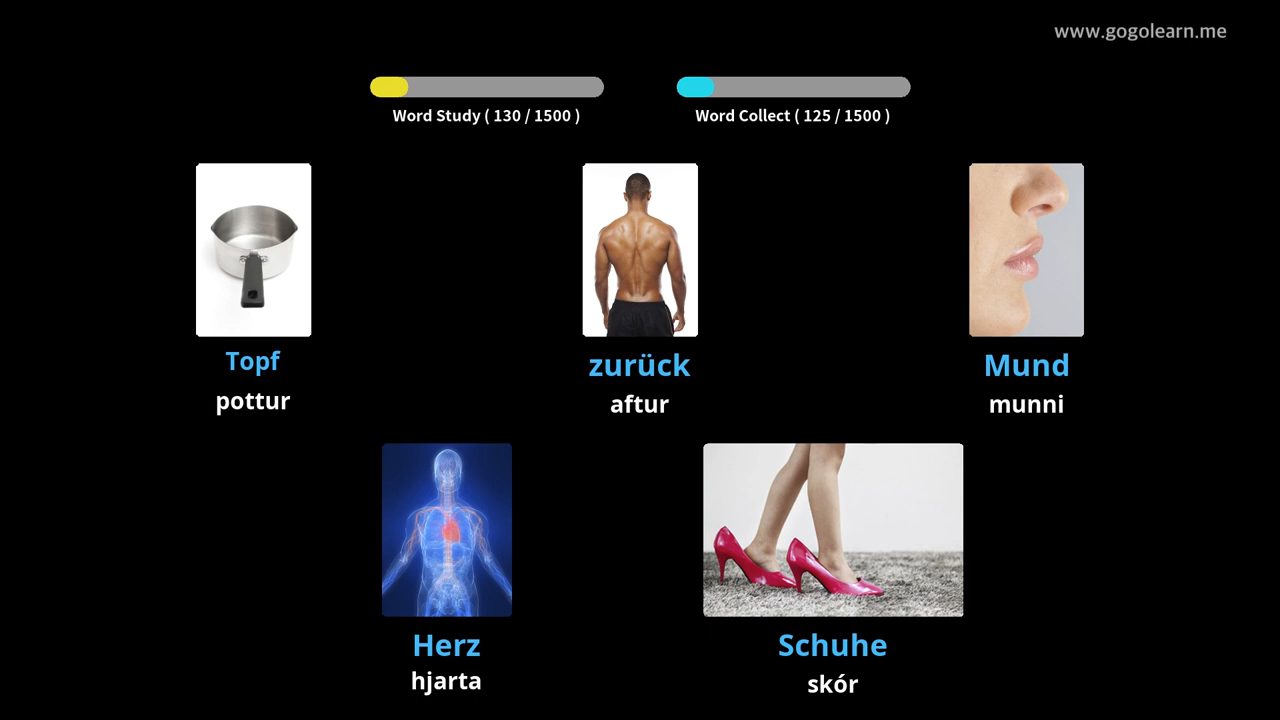 www.gogolearn.me
Word Study ( 130 / 1500 )
Word Collect ( 125 / 1500 )
Topf
pottur
zurück
aftur
Mund
munni
Herz
hjarta
Schuhe
skór